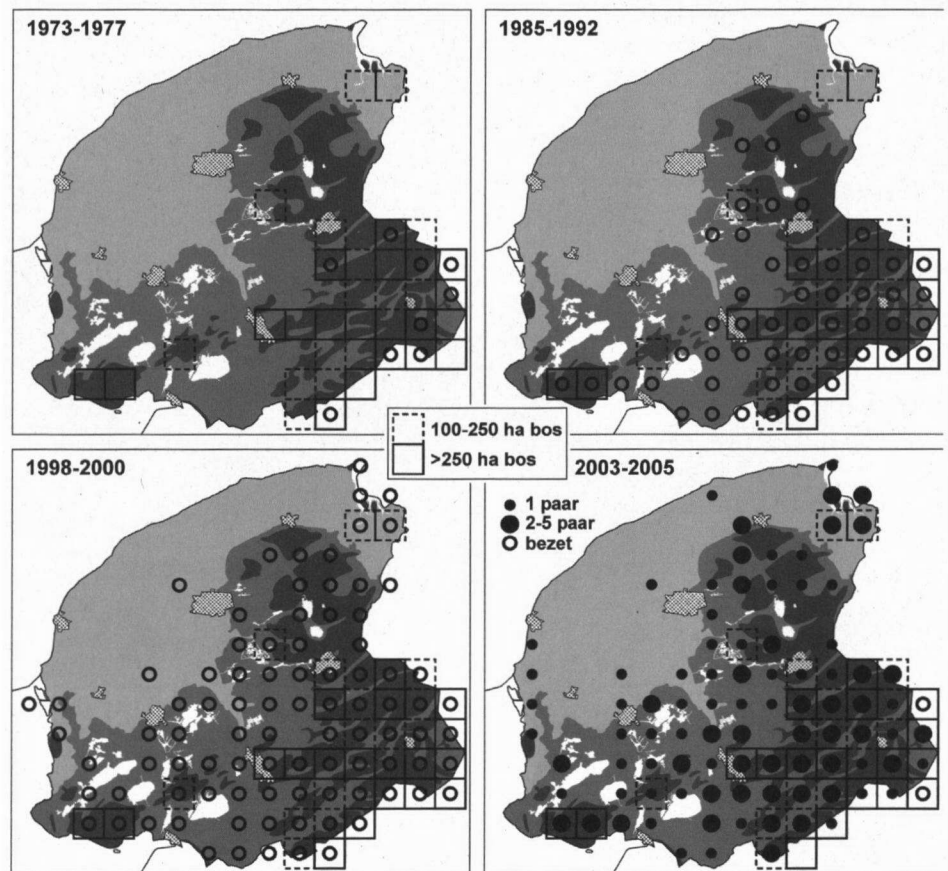 1973-1977
1985-1992
100-250 ha bos
>250 ha bos
1998-2000
2003-2005
1 paar
2-5 paar
bezet